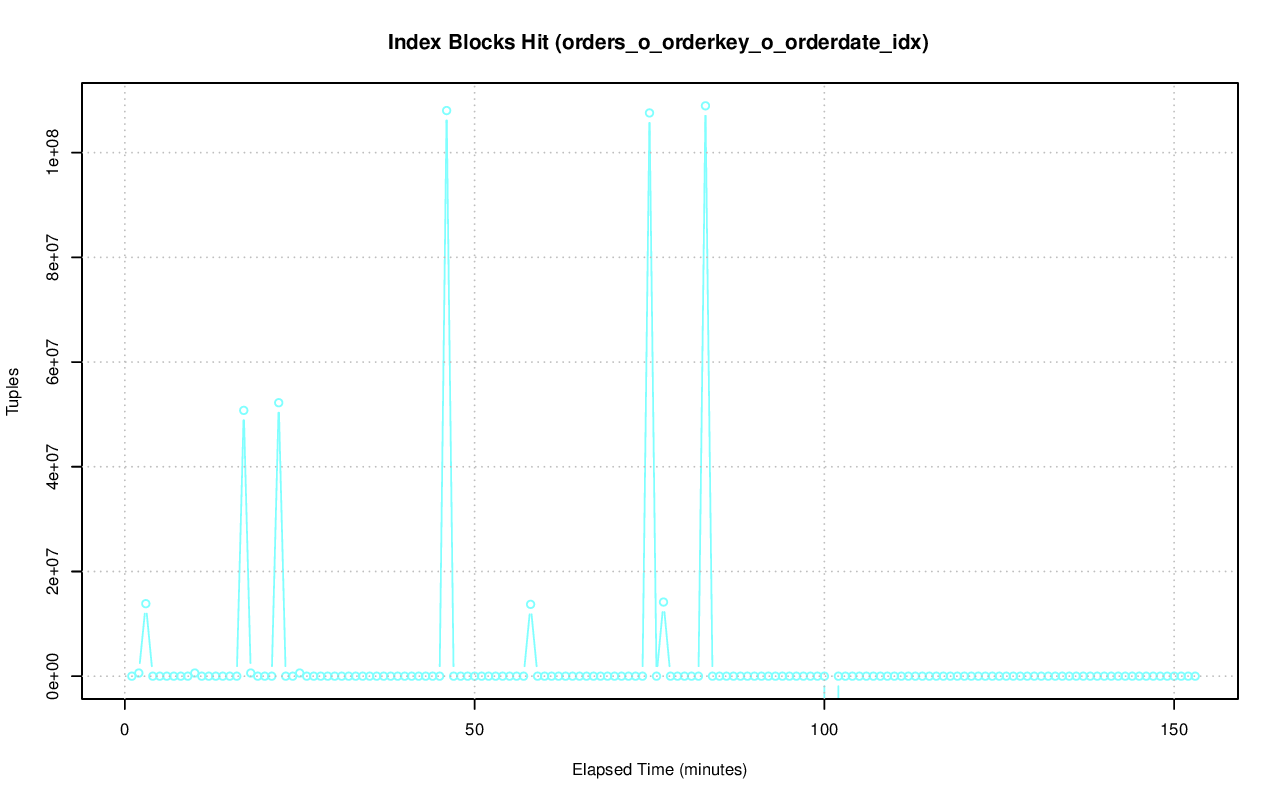 Index Blocks Hit (orders_o_orderkey_o_orderdate_idx)
1e+08
8e+07
6e+07
4e+07
2e+07
0e+00
Tuples
0
50
100
150
Elapsed Time (minutes)